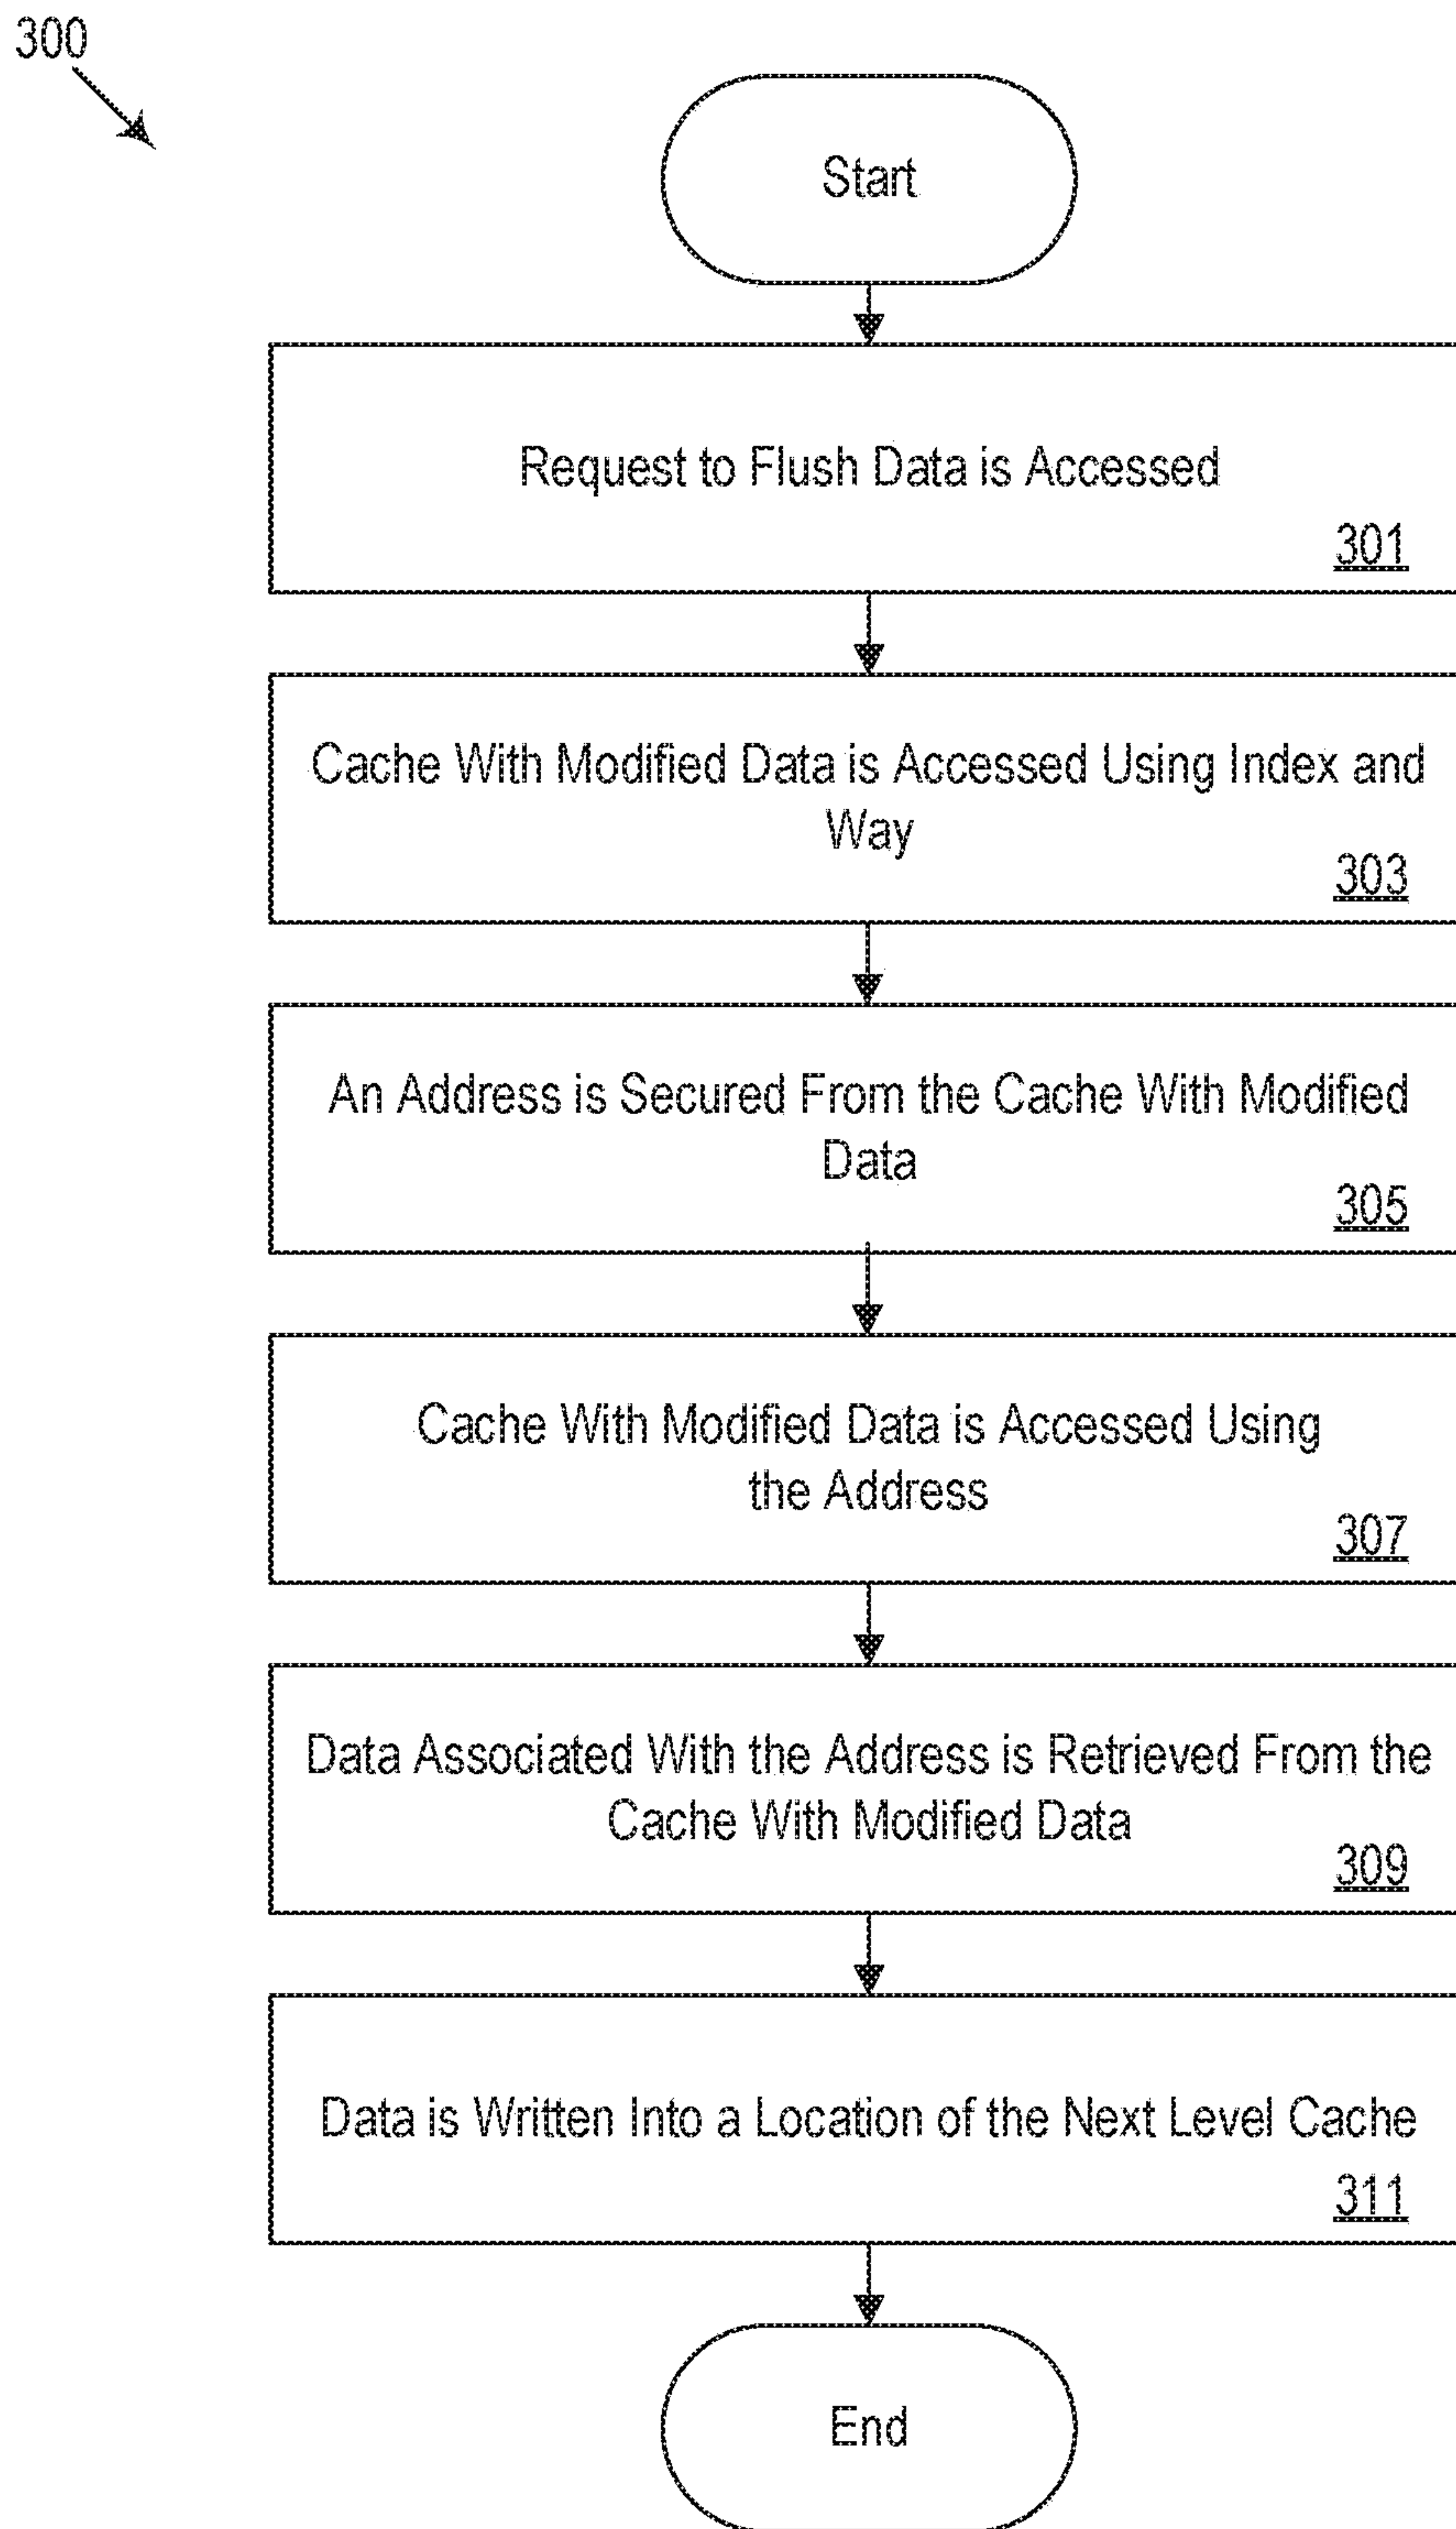 300
Start
Request to Flush Data is Accessed
301
Cache With Modified Data is Accessed Using Index and
Way
303
An Address is Secured From the Cache With Modified
Data
305
Cache With Modified Data is Accessed Using
the Address
307
Data Associated With the Address is Retrieved From the
Cache With Modified Data
309
Data is Written Into a Location of the Next Level Cache
311
End